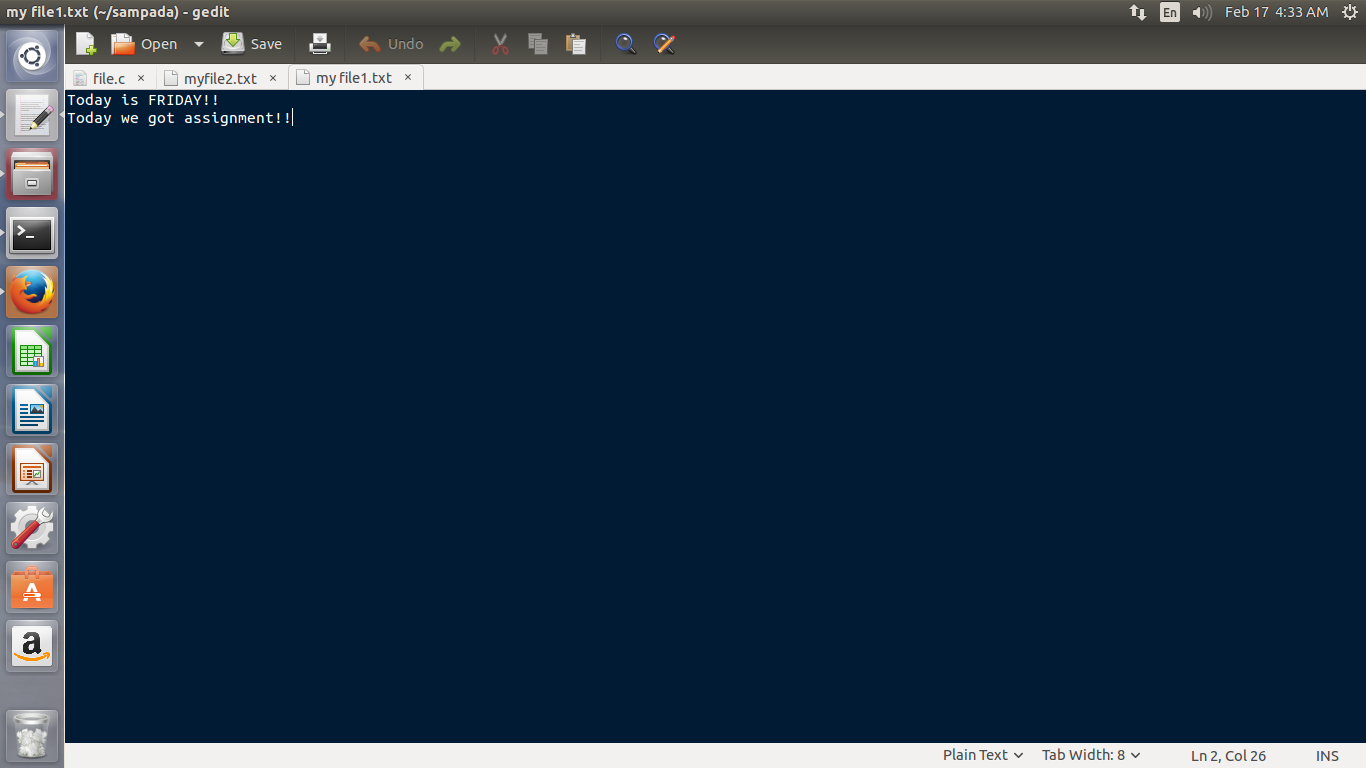 my file1.txt (~/sampada) - gedit
En
Feb 17 4:33 AM
Open
Save
Undo
file.c ×
myfile2.txt ×
my file1.txt ×
Today is FRIDAY!!
Today we got assignment!!
>_
A
a
Plain Text
Tab Width: 8
Ln 2, Col 26
INS